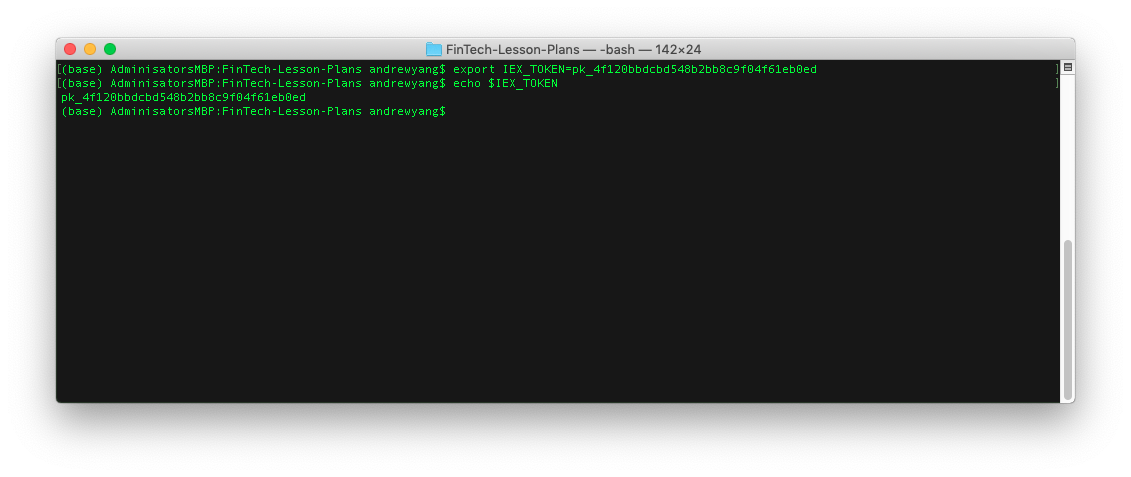 FinTech-Lesson-Plans — -bash — 142×24
[(base) AdminisatorsMBP:FinTech-Lesson-Plans andrewyang$ export IEX_TOKEN=pk_4f120bbdcbd548b2bb8c9f04f61eb0ed ]
[(base) AdminisatorsMBP:FinTech-Lesson-Plans andrewyang$ echo $IEX_TOKEN ]
pk_4f120bbdcbd548b2bb8c9f04f61eb0ed
(base) AdminisatorsMBP:FinTech-Lesson-Plans andrewyang$